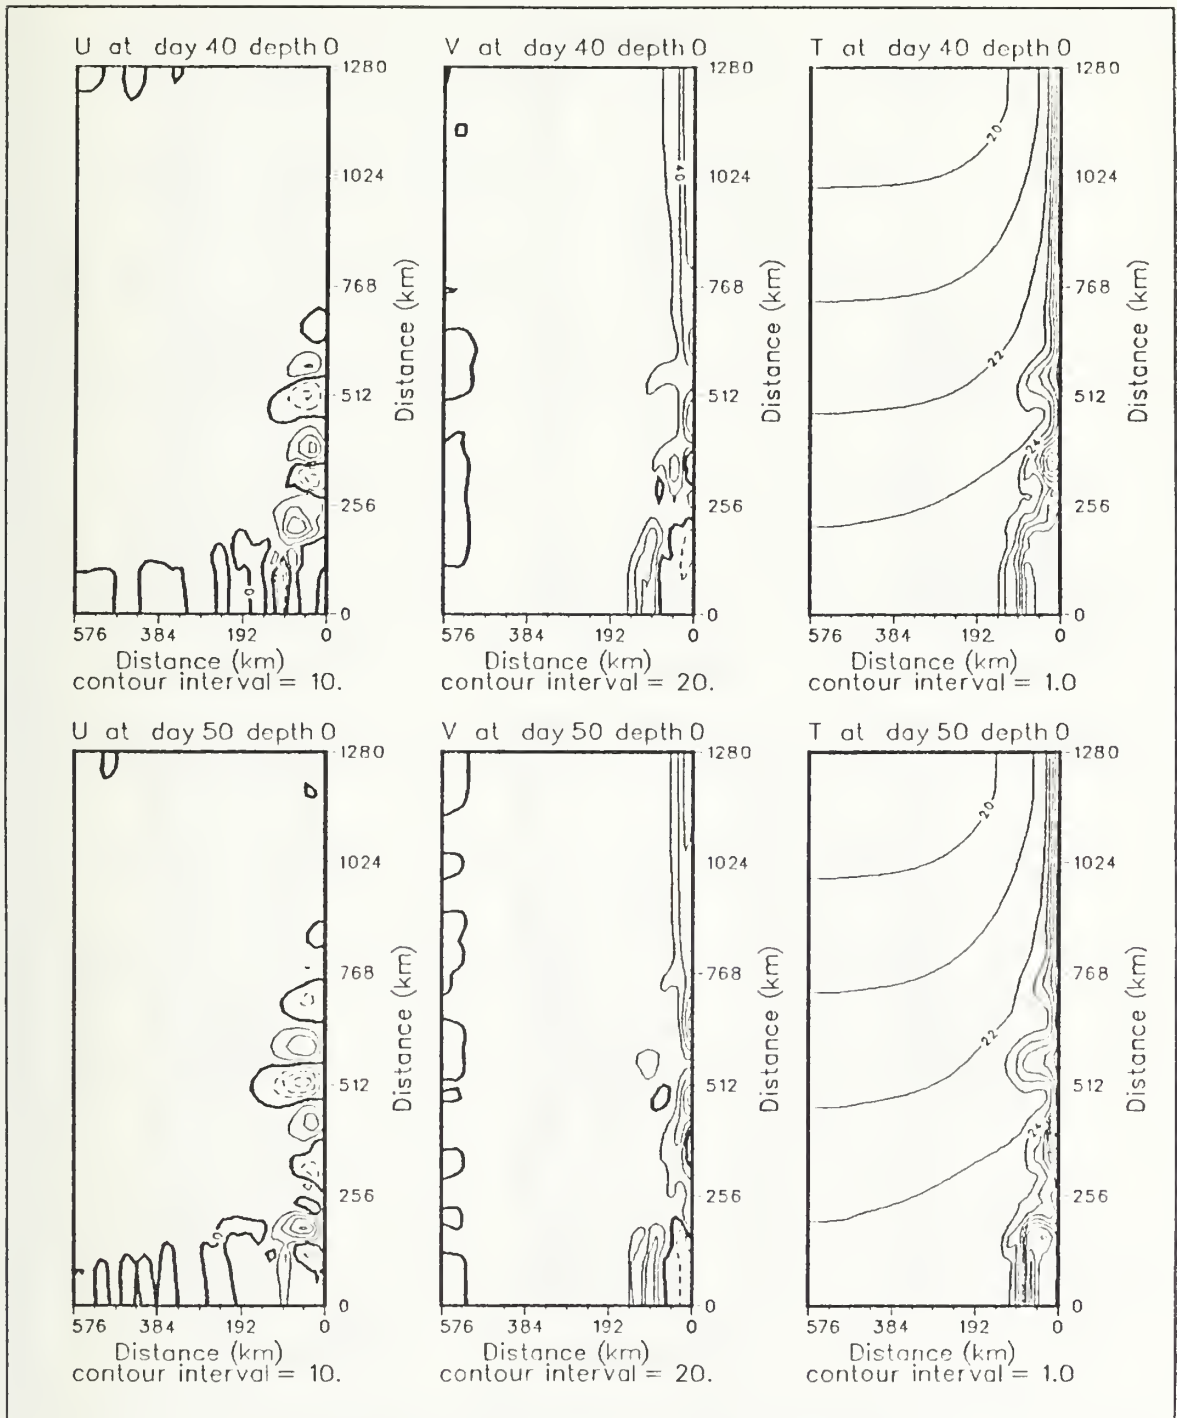 U at day 40 depth 0
V at day 40 depth 0
T at day 40 depth 0
1280
1024
768
512
256
0
Distance (km)
576 384 192 0
Distance (km)
contour interval = 10.
0
1280
1024
768
512
256
0
Distance (km)
576 384 192 0
Distance (km)
contour interval = 20.
40
1280
1024
768
512
256
0
Distance (km)
576 384 192 0
Distance (km)
contour interval = 1.0
20
22
24
U at day 50 depth 0
V at day 50 depth 0
T at day 50 depth 0
1280
1024
768
512
256
0
Distance (km)
576 384 192 0
Distance (km)
contour interval = 10.
0
1280
1024
768
512
256
0
Distance (km)
576 384 192 0
Distance (km)
contour interval = 20.
1280
1024
768
512
256
0
Distance (km)
576 384 192 0
Distance (km)
contour interval = 1.0
20
22
24